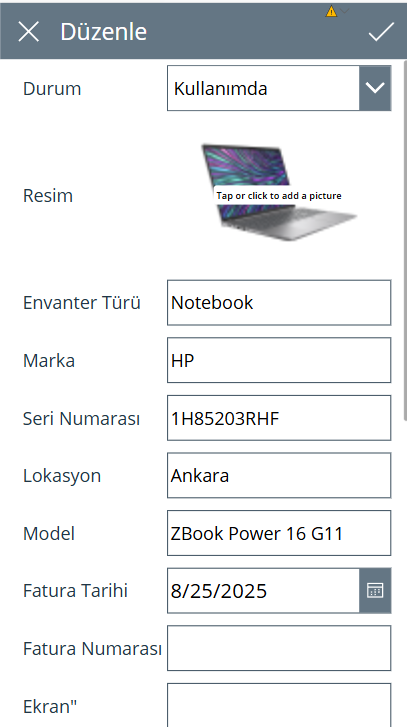 Düzenle
Durum
Kullanımda
Resim
Tap or click to add a picture
Envanter Türü
Notebook
Marka
HP
Seri Numarası
1H85203RHF
Lokasyon
Ankara
Model
ZBook Power 16 G11
Fatura Tarihi
8/25/2025
Fatura Numarası
Ekran"